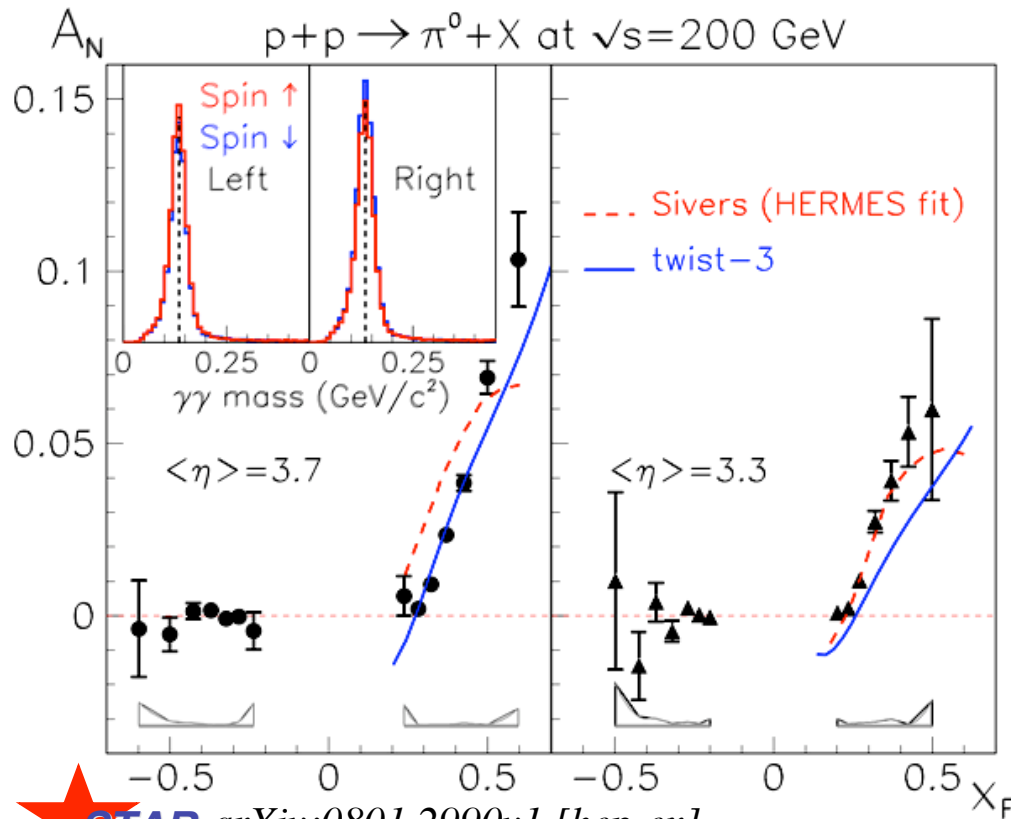 A_N p+p → π⁰+X at √s=200 GeV
0.15
0.1
0.05
0
Spin ↑
Spin ↓
Left
Right
0 0.25 0 0.25
γγ mass (GeV/c²)
<η>=3.7
Sivers (HERMES fit)
twist-3
<η>=3.3
-0.5 0 0.5 -0.5 0 0.5 x_F